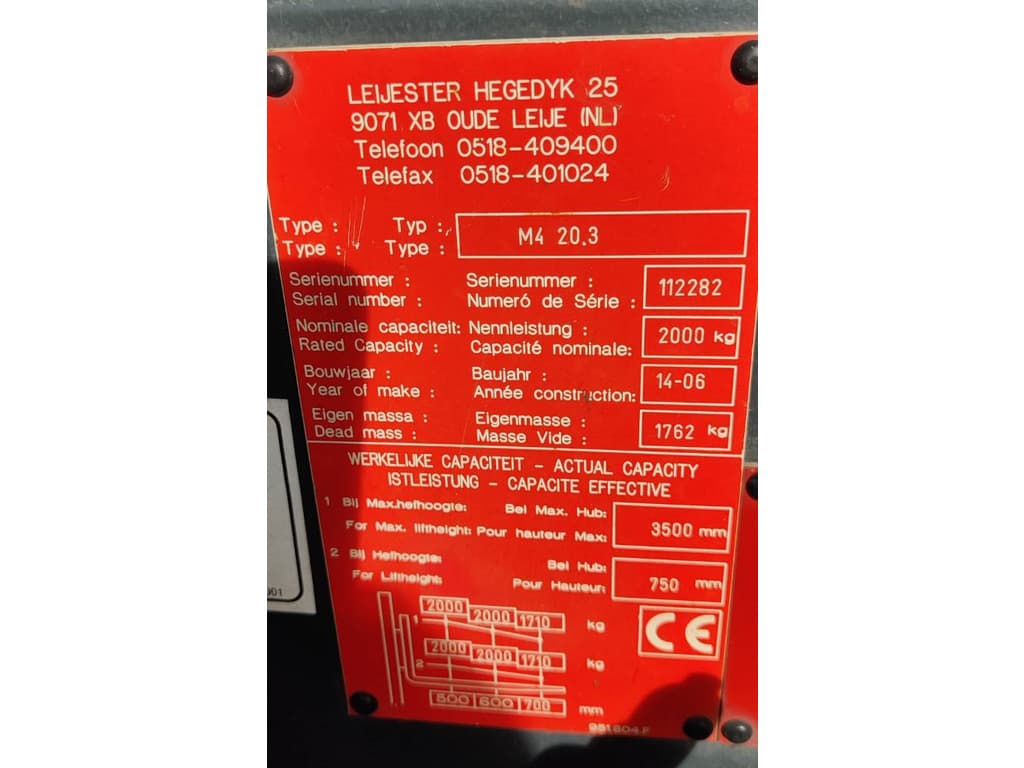 LEIJESTER HEGEDYK 25
9071 XB OUDE LEIJE (NL)
Telefoon 0518-409400
Telefax 0518-401024
Type : Typ : M4 20.3
Type : Type :
Serienummer : Serienummer : 112282
Serial number : Numeró de Série :
Nominale capaciteit: Nennleistung : 2000 kg
Rated Capacity : Capacité nominale:
Bouwjaar : Baujahr : 14-06
Year of make : Année construction:
Eigen massa : Eigenmasse : 1762 kg
Dead mass : Masse Vide :
WERKELIJKE CAPACITEIT - ACTUAL CAPACITY
ISTLEISTUNG - CAPACITE EFFECTIVE
1 Bij Max.hefhoogte: Bei Max. Hub: 3500 mm
For Max. liftheight: Pour hauteur Max:
2 Bij Hefhoogte: Bei Hub: 750 mm
For Liftheight: Pour Hauteur:
1 2000 2000 1710 kg
2 2000 2000 1710 kg
500 600 700 mm
CE
951604.F
001